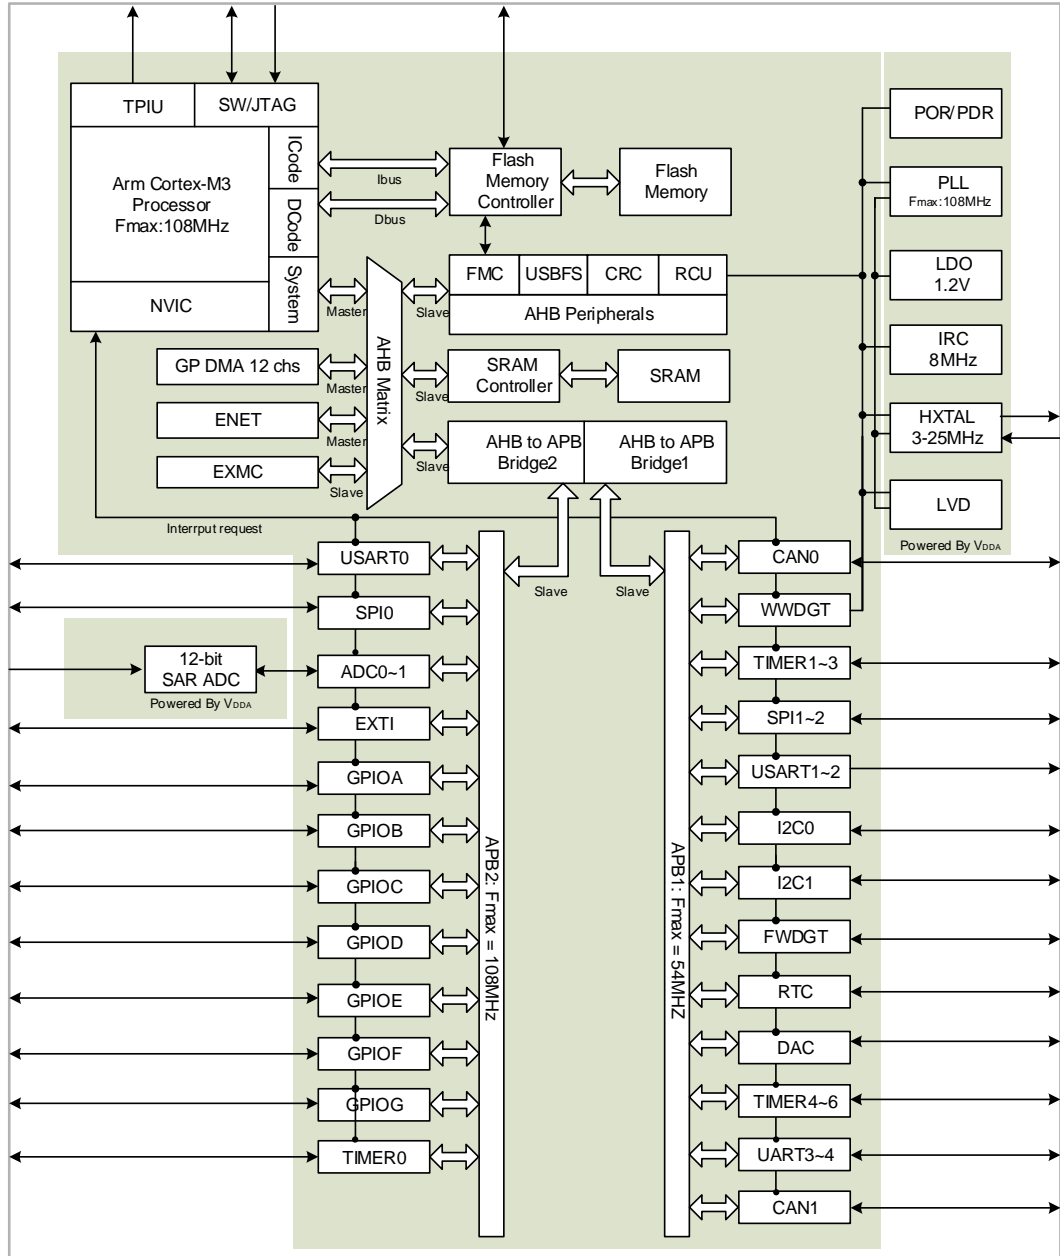 TPIU
SW/JTAG
POR/PDR
Arm Cortex-M3
Processor
Fmax:108MHz
ICode
DCode
System
NVIC
Ibus
Dbus
Flash
Memory
Controller
Flash
Memory
PLL
Fmax:108MHz
FMC
USBFS
CRC
RCU
AHB Peripherals
LDO
1.2V
Master
Slave
AHB Matrix
IRC
8MHz
GP DMA 12 chs
Master
Slave
SRAM
Controller
SRAM
ENET
Master
Slave
AHB to APB
Bridge2
AHB to APB
Bridge1
HXTAL
3-25MHz
EXMC
Slave
LVD
Powered By VDDA
Interrput request
USART0
SPI0
12-bit
SAR ADC
Powered By VDDA
ADC0~1
EXTI
GPIOA
GPIOB
GPIOC
GPIOD
GPIOE
GPIOF
GPIOG
TIMER0
APB2: Fmax = 108MHz
Slave
Slave
APB1: Fmax = 54MHZ
CAN0
WWDGT
TIMER1~3
SPI1~2
USART1~2
I2C0
I2C1
FWDGT
RTC
DAC
TIMER4~6
UART3~4
CAN1